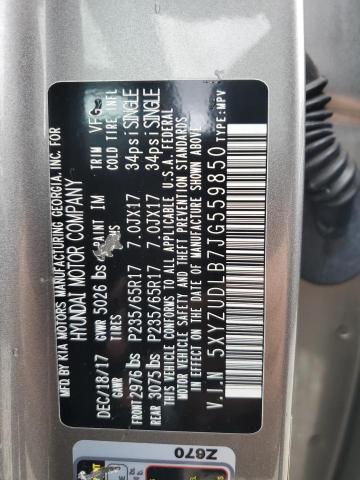 MFD BY KIA MOTORS MANUFACTURING GEORGIA, INC. FOR
HYUNDAI MOTOR COMPANY
DEC/18/17 GVWR 5026 lbs PAINT IM TRIM
GAWR TIRES RIMS COLD TIRE INFL
FRONT 2976 lbs P235/65R17 7.0JX17 34psi SINGLE
REAR 3075 lbs P235/65R17 7.0JX17 34psi SINGLE
THIS VEHICLE CONFORMS TO ALL APPLICABLE U.S.A. FEDERAL
MOTOR VEHICLE SAFETY AND THEFT PREVENTION STANDARDS
IN EFFECT ON THE DATE OF MANUFACTURE SHOWN ABOVE.
V.I.N 5XYZUDLB7JG559850 TYPE:MPV
Z670